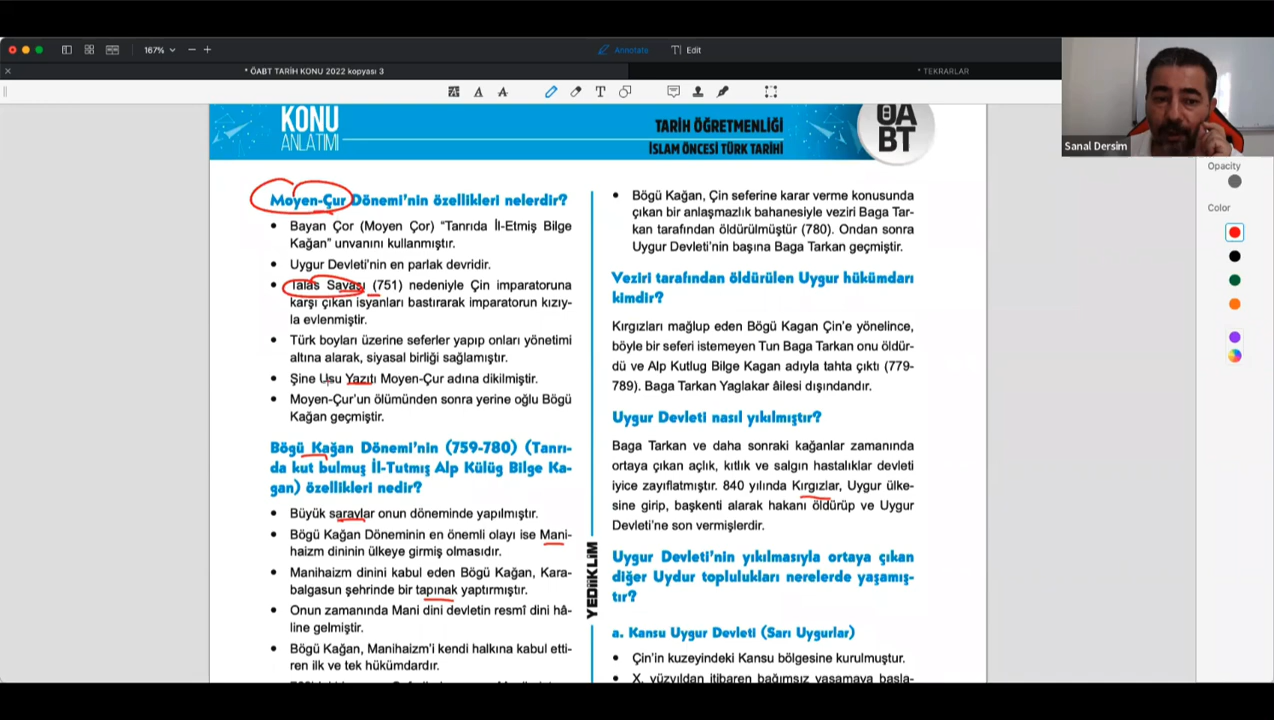 167%
Annotate
Edit
* ÖABT TARİH KONU 2022 kopyası 3
* TEKRARLAR
Sanal Dersim
Opacity
Color
KONU
ANLATIMI
TARİH ÖĞRETMENLİĞİ
İSLAM ÖNCESİ TÜRK TARİHİ
ÖA
BT
Moyen-Çur Dönemi'nin özellikleri nelerdir?
• Bayan Çor (Moyen Çor) "Tanrıda İl-Etmiş Bilge
Kağan" unvanını kullanmıştır.
• Uygur Devleti'nin en parlak devridir.
• Talas Savaşı (751) nedeniyle Çin imparatoruna
karşı çıkan isyanları bastırarak imparatorun kızıy-
la evlenmiştir.
• Türk boyları üzerine seferler yapıp onları yönetimi
altına alarak, siyasal birliği sağlamıştır.
• Şine Usu Yazıtı Moyen-Çur adına dikilmiştir.
• Moyen-Çur'un ölümünden sonra yerine oğlu Bögü
Kağan geçmiştir.
Bögü Kağan Dönemi'nin (759-780) (Tanrı-
da kut bulmuş İl-Tutmış Alp Külüg Bilge Ka-
gan) özellikleri nedir?
• Büyük saraylar onun döneminde yapılmıştır.
• Bögü Kağan Döneminin en önemli olayı ise Mani-
haizm dininin ülkeye girmiş olmasıdır.
• Manihaizm dinini kabul eden Bögü Kağan, Kara-
balgasun şehrinde bir tapınak yaptırmıştır.
• Onun zamanında Mani dini devletin resmî dini hâ-
line gelmiştir.
• Bögü Kağan, Manihaizm'i kendi halkına kabul etti-
ren ilk ve tek hükümdardır.
YEDİİKLİM
• Bögü Kağan, Çin seferine karar verme konusunda
çıkan bir anlaşmazlık bahanesiyle veziri Baga Tar-
kan tarafından öldürülmüştür (780). Ondan sonra
Uygur Devleti'nin başına Baga Tarkan geçmiştir.
Veziri tarafından öldürülen Uygur hükümdarı
kimdir?
Kırgızları mağlup eden Bögü Kagan Çin'e yönelince,
böyle bir seferi istemeyen Tun Baga Tarkan onu öldür-
dü ve Alp Kutlug Bilge Kagan adıyla tahta çıktı (779-
789). Baga Tarkan Yaglakar âilesi dışındandır.
Uygur Devleti nasıl yıkılmıştır?
Baga Tarkan ve daha sonraki kağanlar zamanında
ortaya çıkan açlık, kıtlık ve salgın hastalıklar devleti
iyice zayıflatmıştır. 840 yılında Kırgızlar, Uygur ülke-
sine girip, başkenti alarak hakanı öldürüp ve Uygur
Devleti'ne son vermişlerdir.
Uygur Devleti'nin yıkılmasıyla ortaya çıkan
diğer Uydur toplulukları nerelerde yaşamış-
tır?
a. Kansu Uygur Devleti (Sarı Uygurlar)
• Çin'in kuzeyindeki Kansu bölgesine kurulmuştur.
• X. yüzyıldan itibaren bağımsız yaşamaya başla-